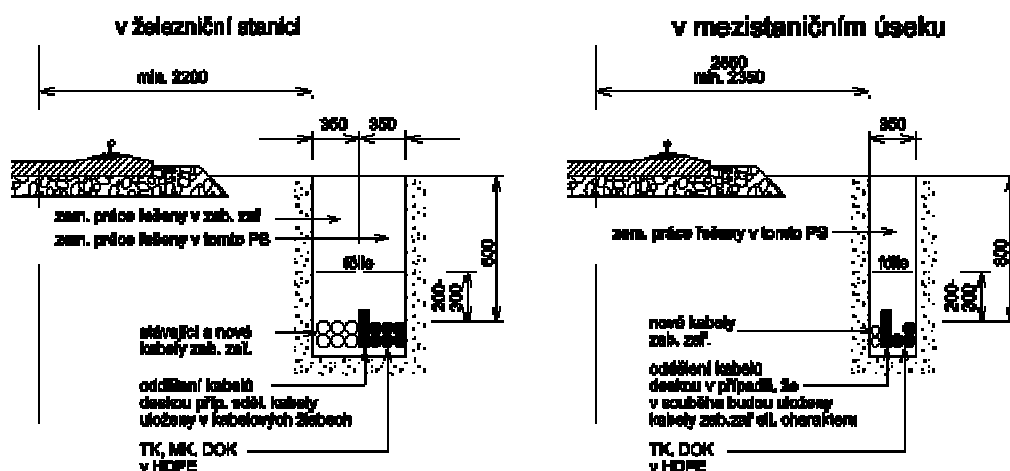 v železniční stanici
min. 2200
350 350
zem. práce řešeny v zab. zař
zem. práce řešeny v tomto PS
fólie
200-
300
stávající a nové
kabely zab. zař.
oddělení kabelů
deskou příp. sděl. kabely
uloženy v kabelových žlabech
TK, MK, DOK
v HDPE
v mezistaničním úseku
2550
min. 2350
350
zem. práce řešeny v tomto PS
fólie
200-
300
nové kabely
zab. zař.
oddělení kabelů
deskou v případě, že
v souběhu budou uloženy
kabely zab.zař sil. charakteru
TK, DOK
v HDPE